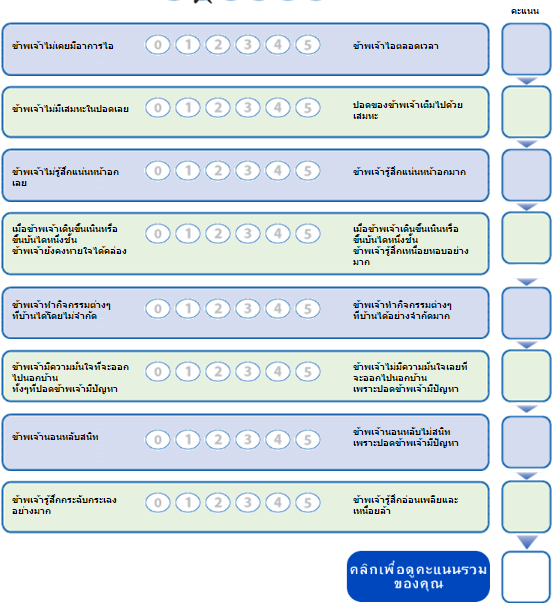 คะแนน
ข้าพเจ้าไม่เคยมีอาการไอ
0 1 2 3 4 5
ข้าพเจ้าไอตลอดเวลา
ข้าพเจ้าไม่มีเสมหะในปอดเลย
0 1 2 3 4 5
ปอดของข้าพเจ้าเต็มไปด้วย
เสมหะ
ข้าพเจ้าไม่รู้สึกแน่นหน้าอก
เลย
0 1 2 3 4 5
ข้าพเจ้ารู้สึกแน่นหน้าอกมาก
เมื่อข้าพเจ้าเดินขึ้นเนินหรือ
ขึ้นบันไดหนึ่งชั้น
ข้าพเจ้ายังคงหายใจได้คล่อง
0 1 2 3 4 5
เมื่อข้าพเจ้าเดินขึ้นเนินหรือ
ขึ้นบันไดหนึ่งชั้น
ข้าพเจ้ารู้สึกเหนื่อยหอบอย่าง
มาก
ข้าพเจ้าทำกิจกรรมต่างๆ
ที่บ้านได้โดยไม่จำกัด
0 1 2 3 4 5
ข้าพเจ้าทำกิจกรรมต่างๆ
ที่บ้านได้อย่างจำกัดมาก
ข้าพเจ้ามีความมั่นใจที่จะออก
ไปนอกบ้าน
ทั้งๆที่ปอดข้าพเจ้ามีปัญหา
0 1 2 3 4 5
ข้าพเจ้าไม่มีความมั่นใจเลยที่
จะออกไปนอกบ้าน
เพราะปอดข้าพเจ้ามีปัญหา
ข้าพเจ้านอนหลับสนิท
0 1 2 3 4 5
ข้าพเจ้านอนหลับไม่สนิท
เพราะปอดข้าพเจ้ามีปัญหา
ข้าพเจ้ารู้สึกกระฉับกระเฉง
อย่างมาก
0 1 2 3 4 5
ข้าพเจ้ารู้สึกอ่อนเพลียและ
เหนื่อยล้า
คลิกเพื่อดูคะแนนรวม
ของคุณ